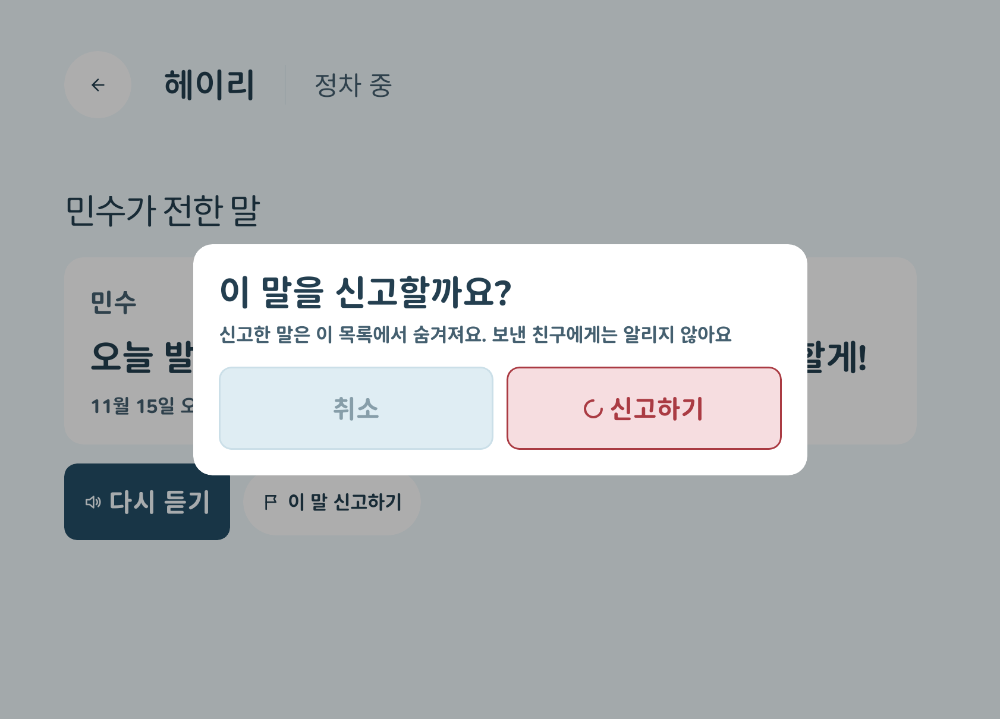 헤이리
정차 중
민수가 전한 말
민수
오늘 발
할게!
11월 15일 오
이 말을 신고할까요?
신고한 말은 이 목록에서 숨겨져요. 보낸 친구에게는 알리지 않아요
취소
신고하기
다시 듣기
이 말 신고하기